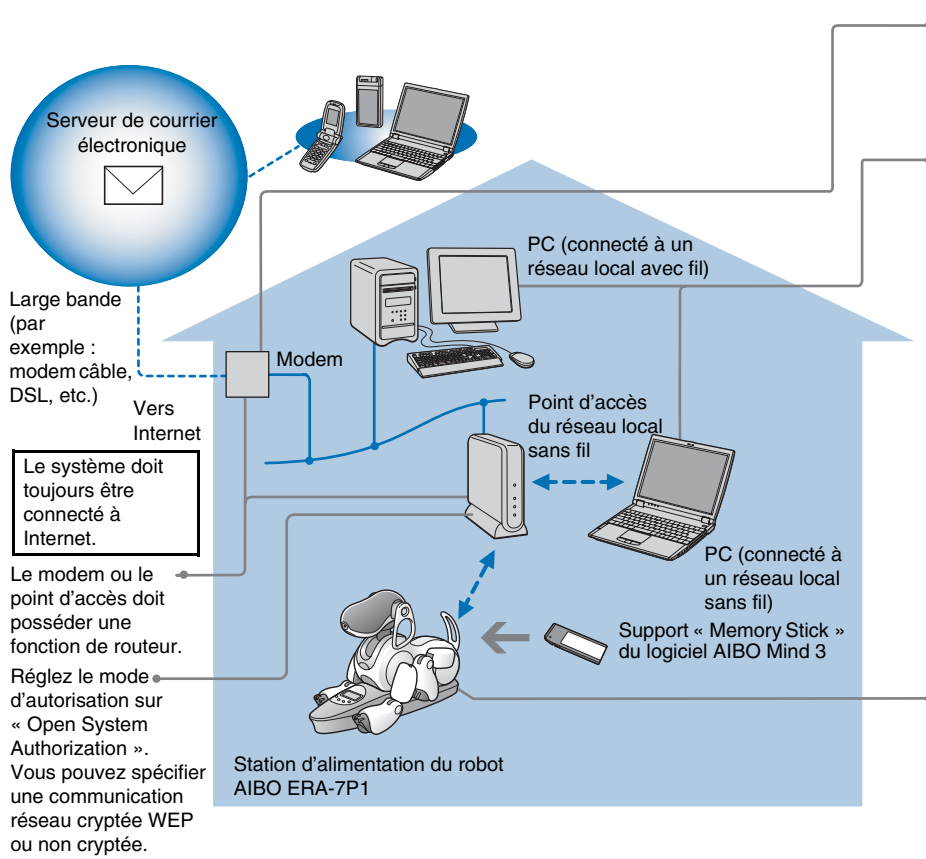 Serveur de courrier
électronique
PC (connecté à un
réseau local avec fil)
Large bande
(par
exemple :
modem câble,
DSL, etc.)
Modem
Vers
Internet
Point d'accès
du réseau local
sans fil
Le système doit
toujours être
connecté à
Internet.
PC (connecté à
un réseau local
sans fil)
Le modem ou le
point d'accès doit
posséder une
fonction de routeur.
Support « Memory Stick »
du logiciel AIBO Mind 3
Réglez le mode
d'autorisation sur
« Open System
Authorization ».
Vous pouvez spécifier
une communication
réseau cryptée WEP
ou non cryptée.
Station d'alimentation du robot
AIBO ERA-7P1